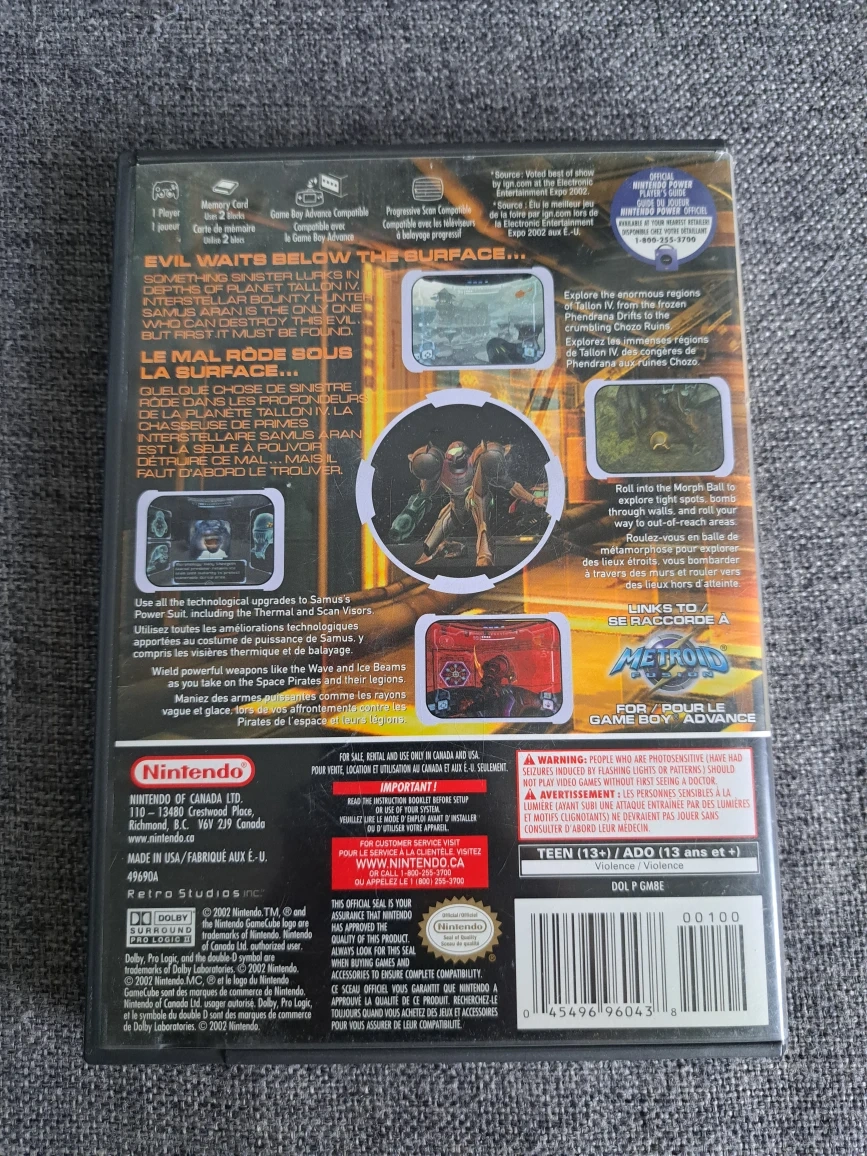 1 Player
1 joueur
Memory Card
Uses 2 Blocks
Carte de mémoire
Utilise 2 blocs
Game Boy Advance Compatible
Compatible avec
le Game Boy Advance
Progressive Scan Compatible
Compatible avec les téléviseurs
à balayage progressif
*Source: Voted best of show
by ign.com at the Electronic
Entertainment Expo 2002.
*Source : Élu le meilleur jeu
de la foire par ign.com lors de
la Electronic Entertainment
Expo 2002 aux É.-U.
OFFICIAL
NINTENDO POWER
PLAYER'S GUIDE
GUIDE DU JOUEUR
NINTENDO POWER OFFICIEL
AVAILABLE AT YOUR NEAREST RETAILER!
DISPONIBLE CHEZ VOTRE DÉTAILLANT
1-800-255-3700
EVIL WAITS BELOW THE SURFACE...
SOMETHING SINISTER LURKS IN
DEPTHS OF PLANET TALLON IV.
INTERSTELLAR BOUNTY HUNTER
SAMUS ARAN IS THE ONLY ONE
WHO CAN DESTROY THIS EVIL...
BUT FIRST IT MUST BE FOUND.
LE MAL RÔDE SOUS
LA SURFACE...
QUELQUE CHOSE DE SINISTRE
RÔDE DANS LES PROFONDEURS
DE LA PLANÈTE TALLON IV. LA
CHASSEUSE DE PRIMES
INTERSTELLAIRE SAMUS ARAN
EST LA SEULE À POUVOIR
DÉTRUIRE CE MAL... MAIS IL
FAUT D'ABORD LE TROUVER.
Explore the enormous regions
of Tallon IV, from the frozen
Phendrana Drifts to the
crumbling Chozo Ruins.
Explorez les immenses régions
de Tallon IV, des congères de
Phendrana aux ruines Chozo.
Roll into the Morph Ball to
explore tight spots, bomb
through walls, and roll your
way to out-of-reach areas.
Roulez-vous en balle de
métamorphose pour explorer
des lieux étroits, vous bombarder
à travers des murs et rouler vers
des lieux hors d'atteinte.
Use all the technological upgrades to Samus's
Power Suit, including the Thermal and Scan Visors.
Utilisez toutes les améliorations technologiques
apportées au costume de puissance de Samus, y
compris les visières thermique et de balayage.
Wield powerful weapons like the Wave and Ice Beams
as you take on the Space Pirates and their legions.
Maniez des armes puissantes comme les rayons
vague et glace, lors de vos affrontements contre les
Pirates de l'espace et leurs légions.
LINKS TO /
SE RACCORDE À
METROID
FUSION
FOR / POUR LE
GAME BOY ADVANCE
Nintendo®
NINTENDO OF CANADA LTD.
110 – 13480 Crestwood Place,
Richmond, B.C. V6V 2J9 Canada
www.nintendo.ca
MADE IN USA/FABRIQUÉ AUX É.-U.
49690A
Retro Studios INC.
DOLBY
SURROUND
PRO LOGIC II
© 2002 Nintendo. TM, ® and
the Nintendo GameCube logo are
trademarks of Nintendo. Nintendo
of Canada Ltd. authorized user.
Dolby, Pro Logic, and the double-D symbol are
trademarks of Dolby Laboratories. © 2002 Nintendo.
© 2002 Nintendo. MC, ® et le logo du Nintendo
GameCube sont des marques de commerce de Nintendo.
Nintendo of Canada Ltd. usager autorisé. Dolby, Pro Logic,
et le symbole du double D sont des marques de commerce
de Dolby Laboratories. © 2002 Nintendo.
FOR SALE, RENTAL AND USE ONLY IN CANADA AND USA.
POUR VENTE, LOCATION ET UTILISATION AU CANADA ET AUX É.-U. SEULEMENT.
IMPORTANT!
READ THE INSTRUCTION BOOKLET BEFORE SETUP
OR USE OF YOUR SYSTEM.
VEUILLEZ LIRE LE MODE D'EMPLOI AVANT D'INSTALLER
OU D'UTILISER VOTRE APPAREIL.
FOR CUSTOMER SERVICE VISIT
POUR LE SERVICE À LA CLIENTÈLE, VISITEZ
WWW.NINTENDO.CA
OR CALL 1-800-255-3700
OU APPELEZ LE 1 (800) 255-3700
THIS OFFICIAL SEAL IS YOUR
ASSURANCE THAT NINTENDO
HAS APPROVED THE
QUALITY OF THIS PRODUCT.
ALWAYS LOOK FOR THIS SEAL
WHEN BUYING GAMES AND
ACCESSORIES TO ENSURE COMPLETE COMPATIBILITY.
CE SCEAU OFFICIEL VOUS GARANTIT QUE NINTENDO A
APPROUVÉ LA QUALITÉ DE CE PRODUIT. RECHERCHEZ-LE
TOUJOURS QUAND VOUS ACHETEZ DES JEUX ET ACCESSOIRES
POUR VOUS ASSURER DE LEUR COMPATIBILITÉ.
Official/Officiel
Nintendo
Seal of Quality
Sceau de qualité
®
WARNING: PEOPLE WHO ARE PHOTOSENSITIVE (HAVE HAD
SEIZURES INDUCED BY FLASHING LIGHTS OR PATTERNS) SHOULD
NOT PLAY VIDEO GAMES WITHOUT FIRST SEEING A DOCTOR.
AVERTISSEMENT : LES PERSONNES SENSIBLES À LA
LUMIÈRE (AYANT SUBI UNE ATTAQUE ENTRAÎNÉE PAR DES LUMIÈRES
ET MOTIFS CLIGNOTANTS) NE DEVRAIENT PAS JOUER SANS
CONSULTER D'ABORD LEUR MÉDECIN.
TEEN (13+) / ADO (13 ans et +)
Violence / Violence
DOL P GM8E
00100
0 45496 96043 8